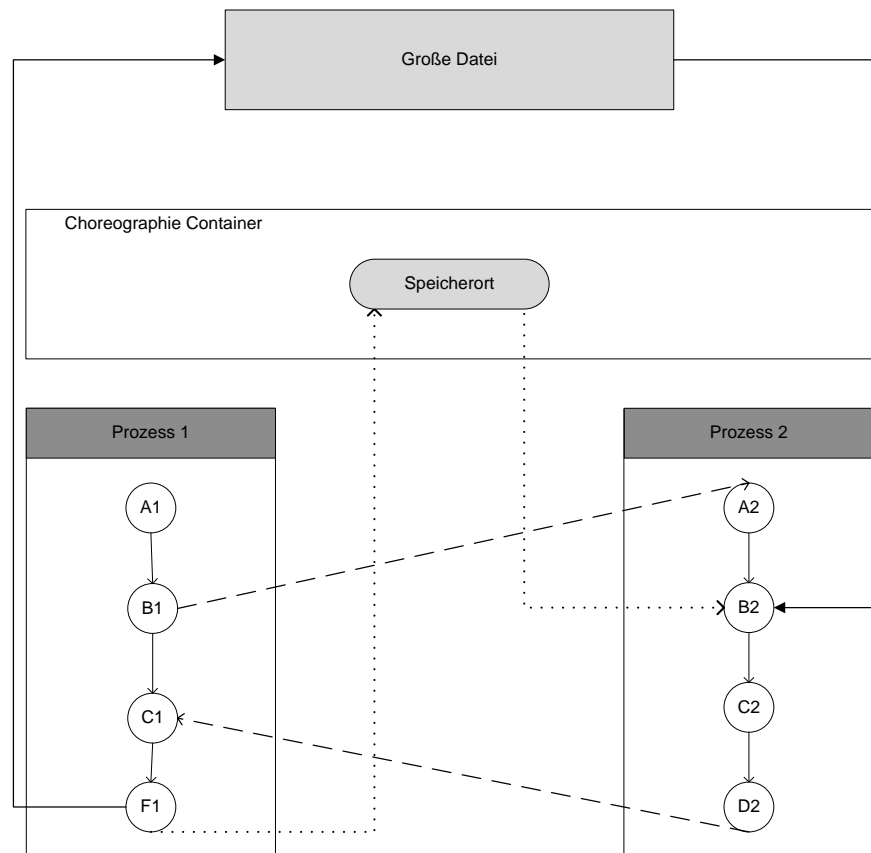 Große Datei
Choreographie Container
Speicherort
Prozess 1
Prozess 2
A1
A2
B1
B2
C1
C2
F1
D2